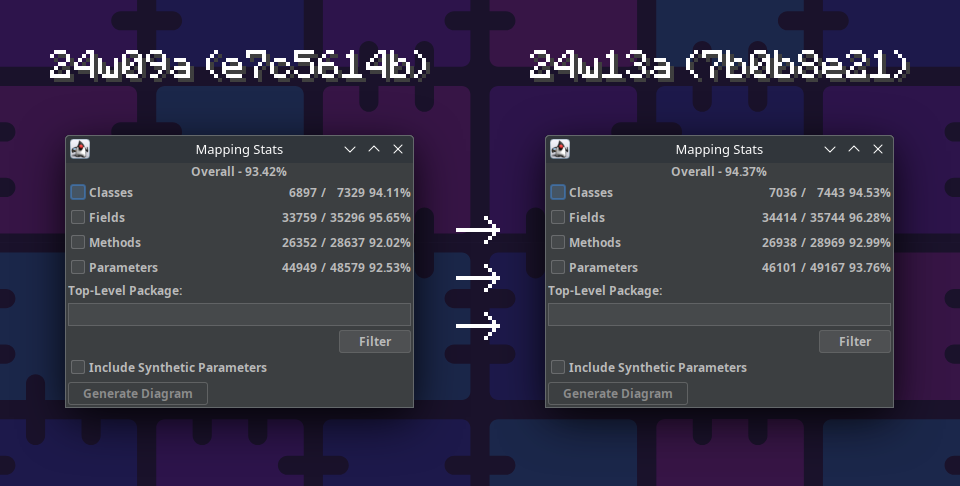 24w09a (e7c5614b)
Mapping Stats
Overall - 93.42%
Classes 6897 / 7329 94.11%
Fields 33759 / 35296 95.65%
Methods 26352 / 28637 92.02%
Parameters 44949 / 48579 92.53%
Top-Level Package:
Filter
Include Synthetic Parameters
Generate Diagram
24w13a (7b0b8e21)
Mapping Stats
Overall - 94.37%
Classes 7036 / 7443 94.53%
Fields 34414 / 35744 96.28%
Methods 26938 / 28969 92.99%
Parameters 46101 / 49167 93.76%
Top-Level Package:
Filter
Include Synthetic Parameters
Generate Diagram